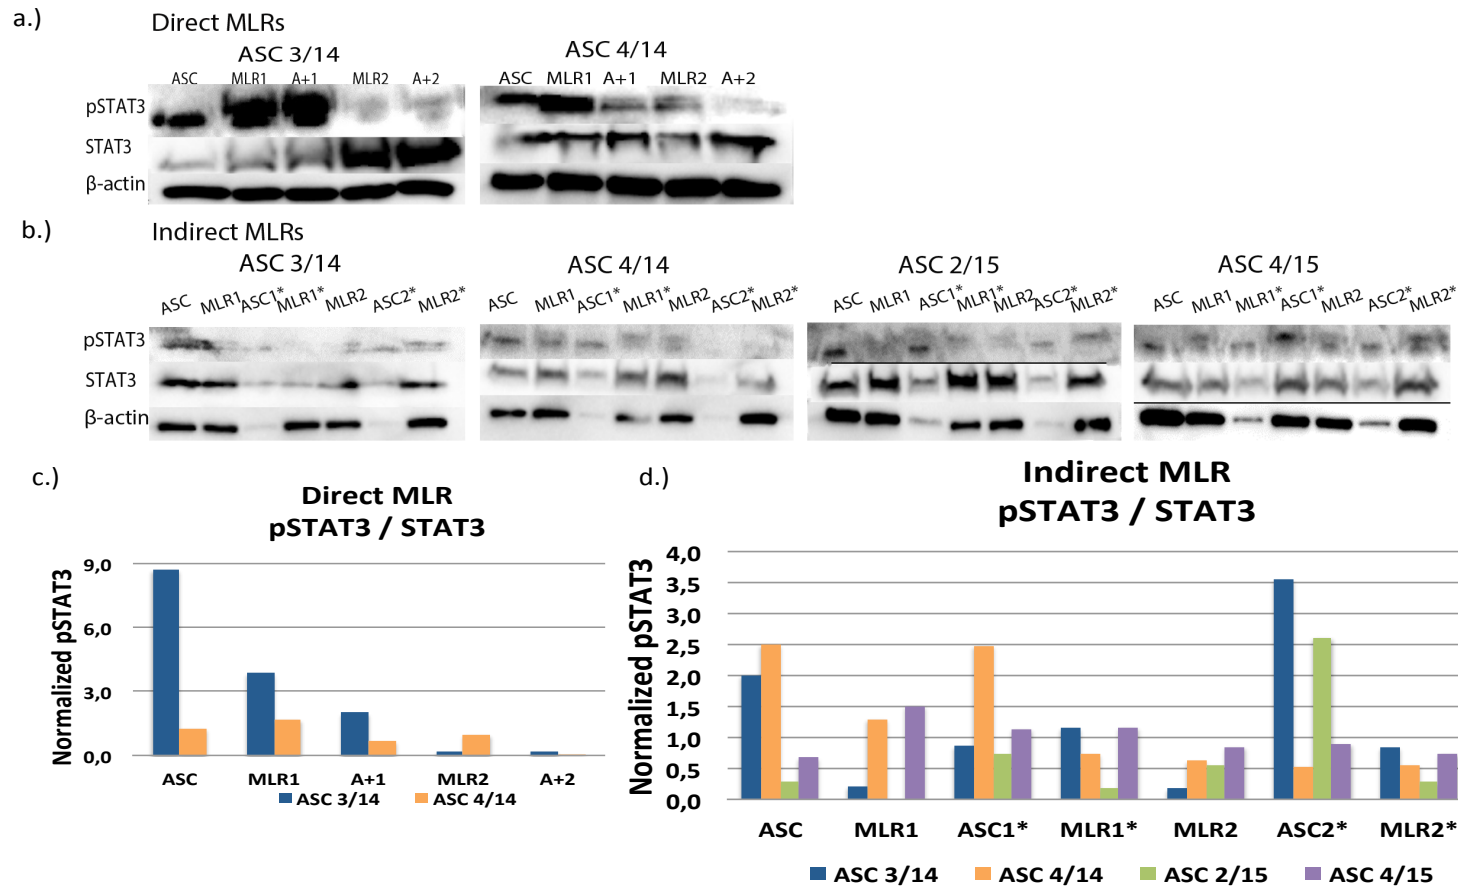 a.)
Direct MLRs
ASC 3/14
ASC 4/14
ASC MLR1 A+1 MLR2 A+2
ASC MLR1 A+1 MLR2 A+2
pSTAT3
STAT3
β-actin
b.)
Indirect MLRs
ASC 3/14
ASC 4/14
ASC 2/15
ASC 4/15
ASC MLR1 ASC1* MLR1* MLR2 ASC2* MLR2*
ASC MLR1 ASC1* MLR1* MLR2 ASC2* MLR2*
ASC MLR1 ASC1* MLR1* MLR2 ASC2* MLR2*
ASC MLR1 MLR1* ASC1* MLR2 ASC2* MLR2*
pSTAT3
STAT3
β-actin
c.)
Direct MLR
pSTAT3 / STAT3
Normalized pSTAT3
9,0
6,0
3,0
0,0
ASC MLR1 A+1 MLR2 A+2
ASC 3/14 ASC 4/14
d.)
Indirect MLR
pSTAT3 / STAT3
Normalized pSTAT3
4,0
3,5
3,0
2,5
2,0
1,5
1,0
0,5
0,0
ASC MLR1 ASC1* MLR1* MLR2 ASC2* MLR2*
ASC 3/14 ASC 4/14 ASC 2/15 ASC 4/15